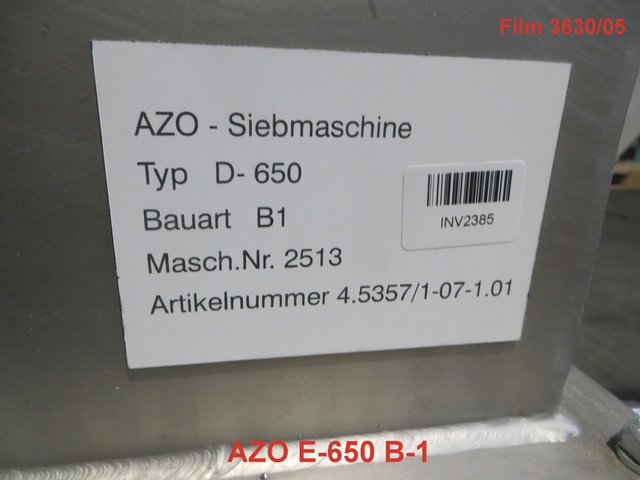 Film 3630/05
AZO - Siebmaschine
Typ D- 650
Bauart B1
Masch.Nr. 2513
Artikelnummer 4.5357/1-07-1.01
INV2385
AZO E-650 B-1